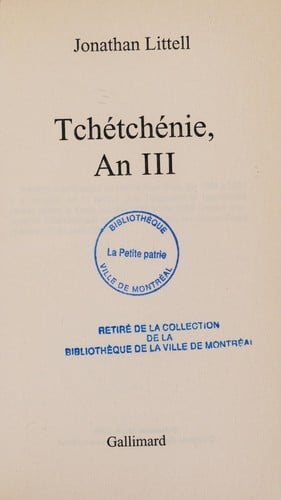 Jonathan Littell
Tchétchénie,
An III
BIBLIOTHÈQUE
La Petite patrie
VILLE DE MONTRÉAL
RETIRÉ DE LA COLLECTION
DE LA
BIBLIOTHÈQUE DE LA VILLE DE MONTRÉAL
Gallimard